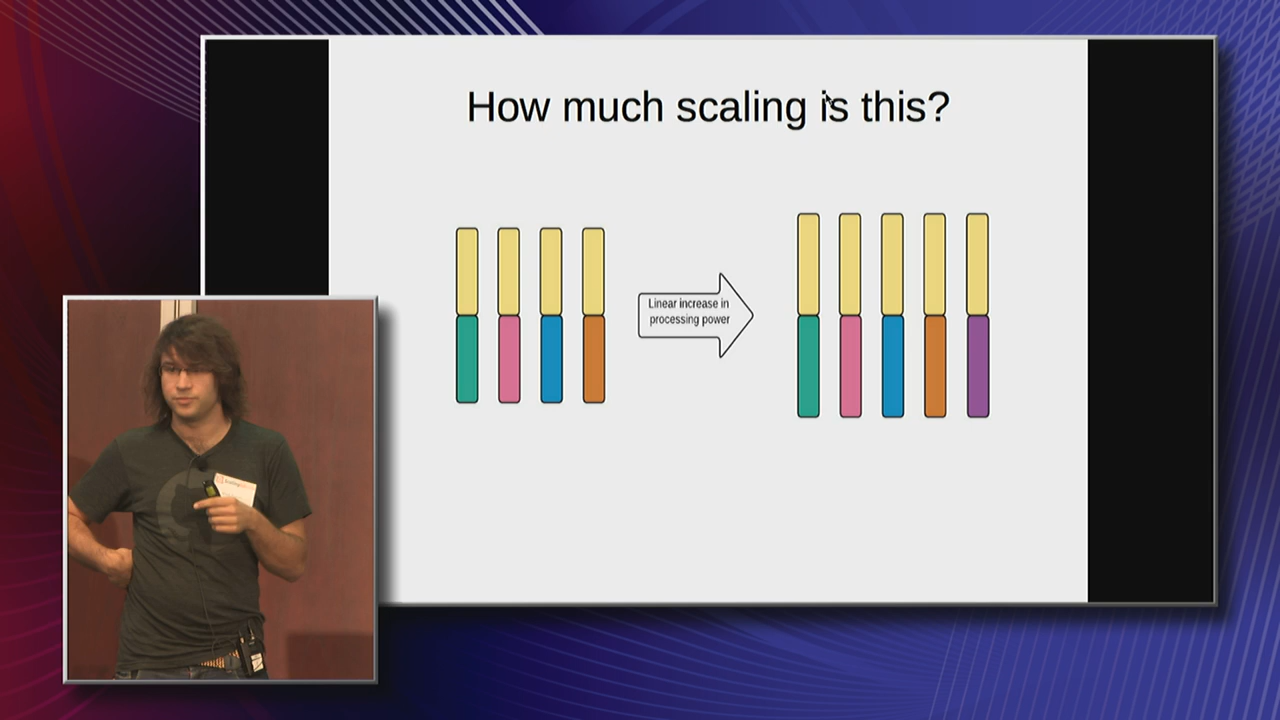 How much scaling is this?
Linear increase in
processing power